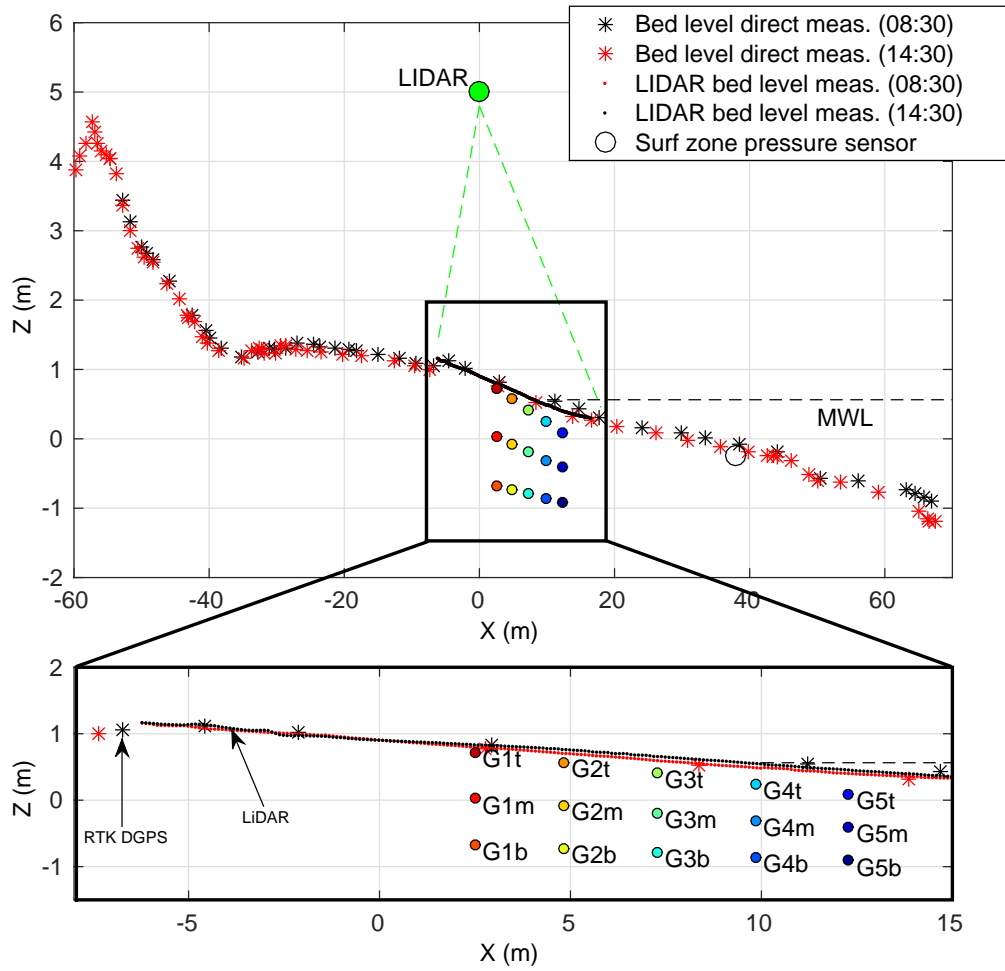 6
5
4
3
2
1
0
-1
-2
Z (m)
-60
-40
-20
0
20
40
60
X (m)
LIDAR
MWL
Bed level direct meas. (08:30)
Bed level direct meas. (14:30)
LIDAR bed level meas. (08:30)
LIDAR bed level meas. (14:30)
Surf zone pressure sensor
2
1
0
-1
Z (m)
RTK DGPS
LiDAR
G1t
G2t
G3t
G4t
G5t
G1m
G2m
G3m
G4m
G5m
G1b
G2b
G3b
G4b
G5b
-5
0
5
10
15
X (m)